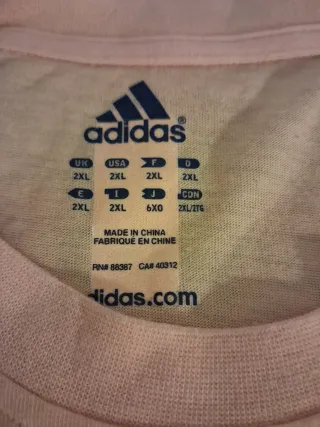 adidas®
UK USA F D
2XL 2XL 2XL 2XL
E I J CDN
2XL 2XL 6XO 2XL/2TG
MADE IN CHINA
FABRIQUÉ EN CHINE
RN# 88387 CA# 40312
adidas.com